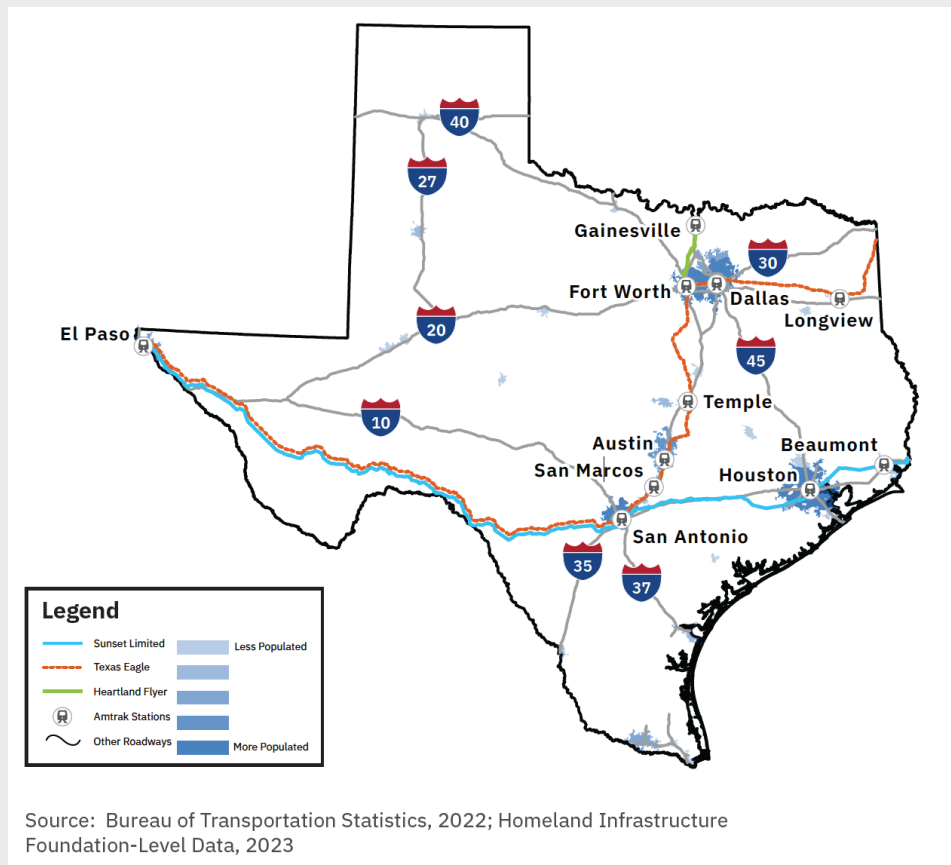 40
27
Gainesville
30
Fort Worth
Dallas
Longview
20
El Paso
45
10
Temple
Austin
Beaumont
San Marcos
Houston
San Antonio
35
37
Legend
Sunset Limited
Less Populated
Texas Eagle
Heartland Flyer
Amtrak Stations
Other Roadways
More Populated
Source: Bureau of Transportation Statistics, 2022; Homeland Infrastructure
Foundation-Level Data, 2023